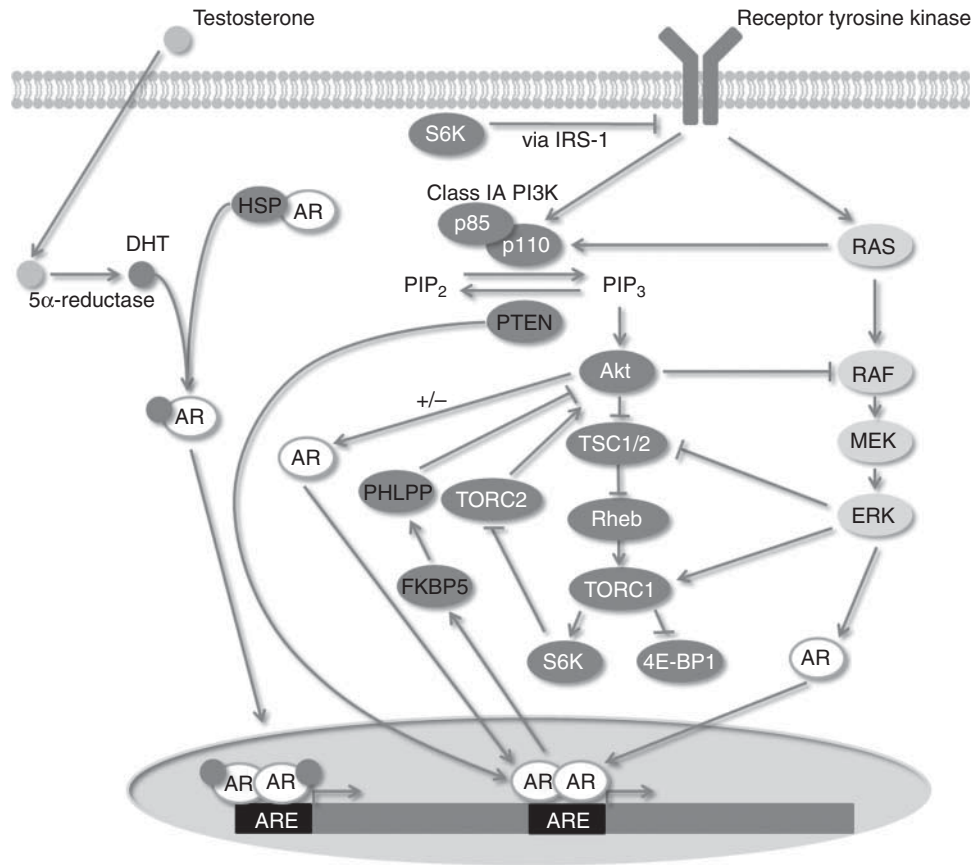 Testosterone
Receptor tyrosine kinase
S6K
via IRS-1
Class IA PI3K
HSP
AR
p85
p110
RAS
DHT
5α-reductase
PIP₂
PIP₃
PTEN
Akt
RAF
+/–
AR
AR
TSC1/2
MEK
PHLPP
TORC2
Rheb
ERK
FKBP5
TORC1
S6K
4E-BP1
AR
AR
AR
AR
AR
ARE
ARE